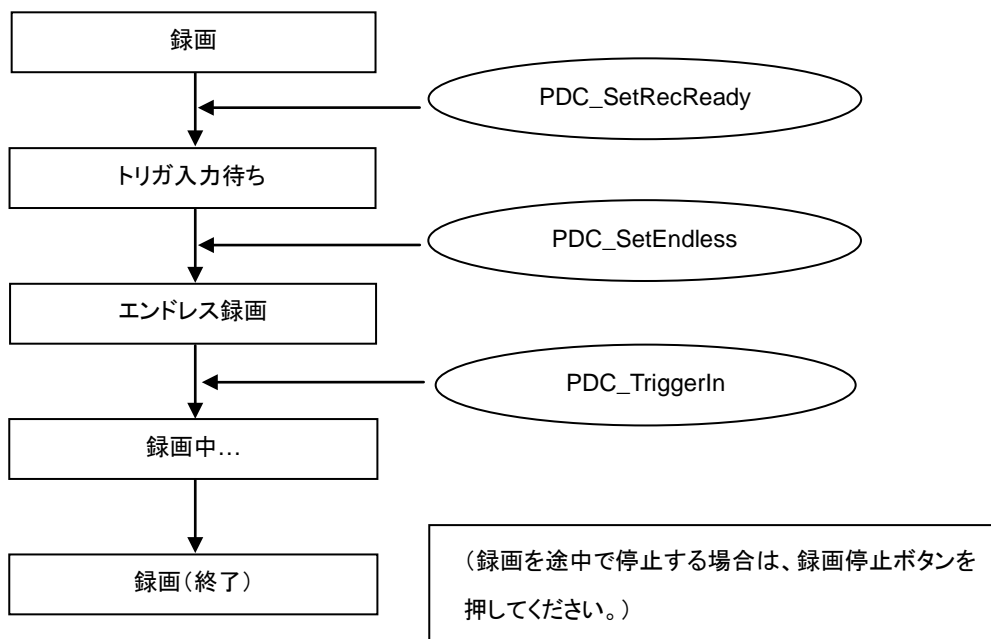 録画
PDC_SetRecReady
トリガ入力待ち
PDC_SetEndless
エンドレス録画
PDC_TriggerIn
録画中…
録画(終了)
(録画を途中で停止する場合は、録画停止ボタンを
押してください。)